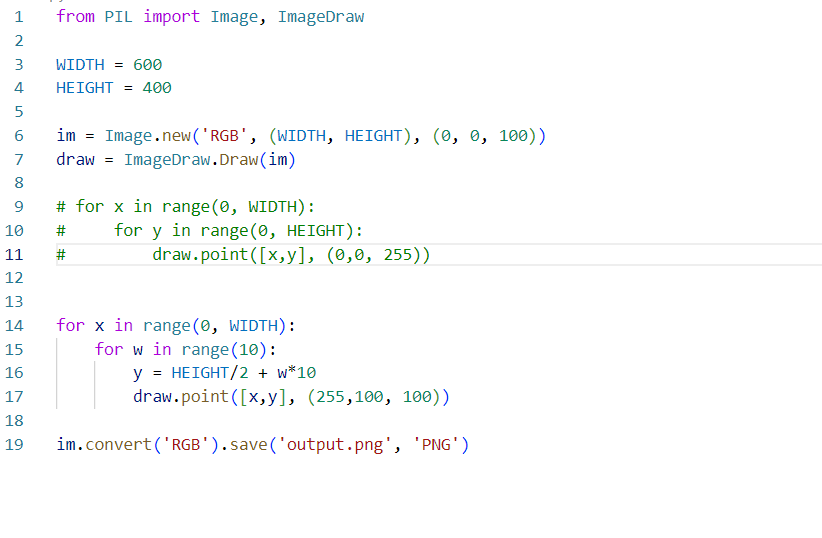 1 from PIL import Image, ImageDraw
2
3 WIDTH = 600
4 HEIGHT = 400
5
6 im = Image.new('RGB', (WIDTH, HEIGHT), (0, 0, 100))
7 draw = ImageDraw.Draw(im)
8
9 # for x in range(0, WIDTH):
10 #     for y in range(0, HEIGHT):
11 #         draw.point([x,y], (0,0, 255))
12
13
14 for x in range(0, WIDTH):
15     for w in range(10):
16         y = HEIGHT/2 + w*10
17         draw.point([x,y], (255,100, 100))
18
19 im.convert('RGB').save('output.png', 'PNG')